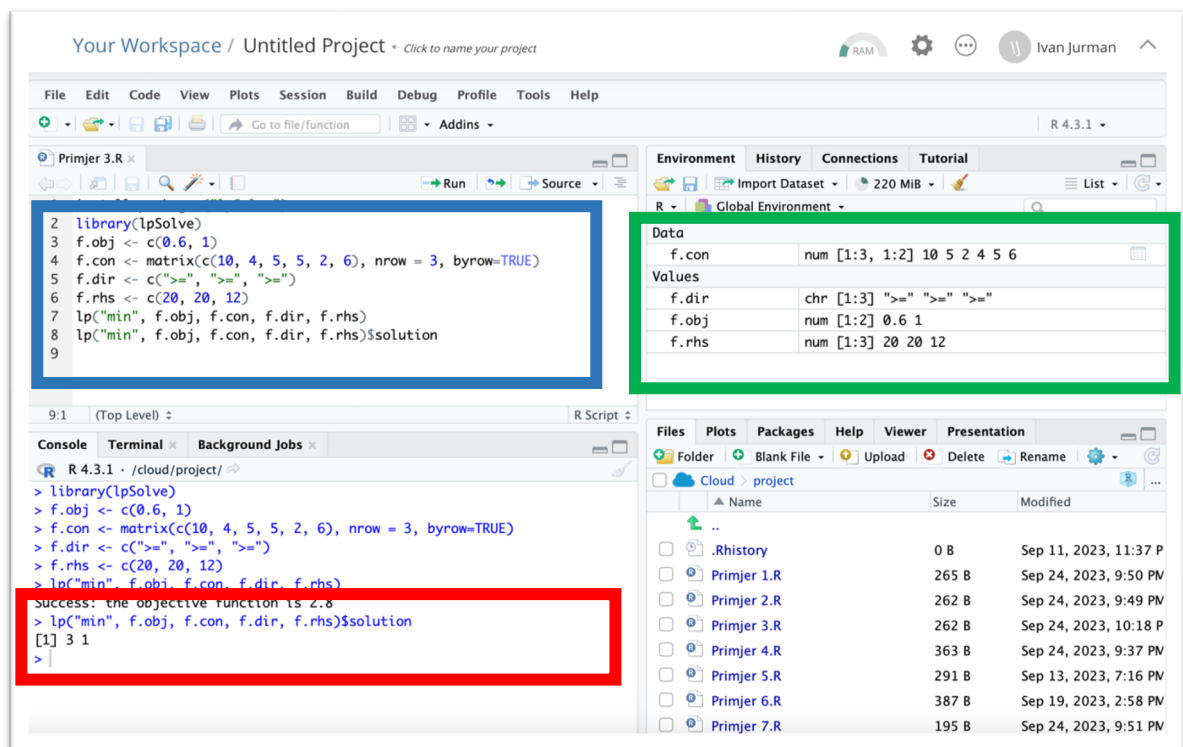 Your Workspace / Untitled Project ← Click to name your project
RAM
IJ Ivan Jurman
File Edit Code View Plots Session Build Debug Profile Tools Help
Go to file/function
Addins
R 4.3.1
Primjer 3.R
Run
Source
2 library(lpSolve)
3 f.obj <- c(0.6, 1)
4 f.con <- matrix(c(10, 4, 5, 5, 2, 6), nrow = 3, byrow=TRUE)
5 f.dir <- c(">=", ">=", ">=")
6 f.rhs <- c(20, 20, 12)
7 lp("min", f.obj, f.con, f.dir, f.rhs)
8 lp("min", f.obj, f.con, f.dir, f.rhs)$solution
9
9:1 (Top Level) R Script
Console Terminal Background Jobs
R 4.3.1 · /cloud/project/
> library(lpSolve)
> f.obj <- c(0.6, 1)
> f.con <- matrix(c(10, 4, 5, 5, 2, 6), nrow = 3, byrow=TRUE)
> f.dir <- c(">=", ">=", ">=")
> f.rhs <- c(20, 20, 12)
> lp("min", f.obj, f.con, f.dir, f.rhs)
Success: the objective function is 2.8
> lp("min", f.obj, f.con, f.dir, f.rhs)$solution
[1] 3 1
>
Environment History Connections Tutorial
Import Dataset 220 MiB List
R Global Environment
Data
f.con num [1:3, 1:2] 10 5 2 4 5 6
Values
f.dir chr [1:3] ">=" ">=" ">="
f.obj num [1:2] 0.6 1
f.rhs num [1:3] 20 20 12
Files Plots Packages Help Viewer Presentation
Folder Blank File Upload Delete Rename
Cloud > project R ...
Name Size Modified
..
.Rhistory 0 B Sep 11, 2023, 11:37 P
Primjer 1.R 265 B Sep 24, 2023, 9:50 PM
Primjer 2.R 262 B Sep 24, 2023, 9:49 PM
Primjer 3.R 262 B Sep 24, 2023, 10:18 P
Primjer 4.R 363 B Sep 24, 2023, 9:37 PM
Primjer 5.R 291 B Sep 13, 2023, 7:16 PM
Primjer 6.R 387 B Sep 19, 2023, 2:58 PM
Primjer 7.R 195 B Sep 24, 2023, 9:51 PM